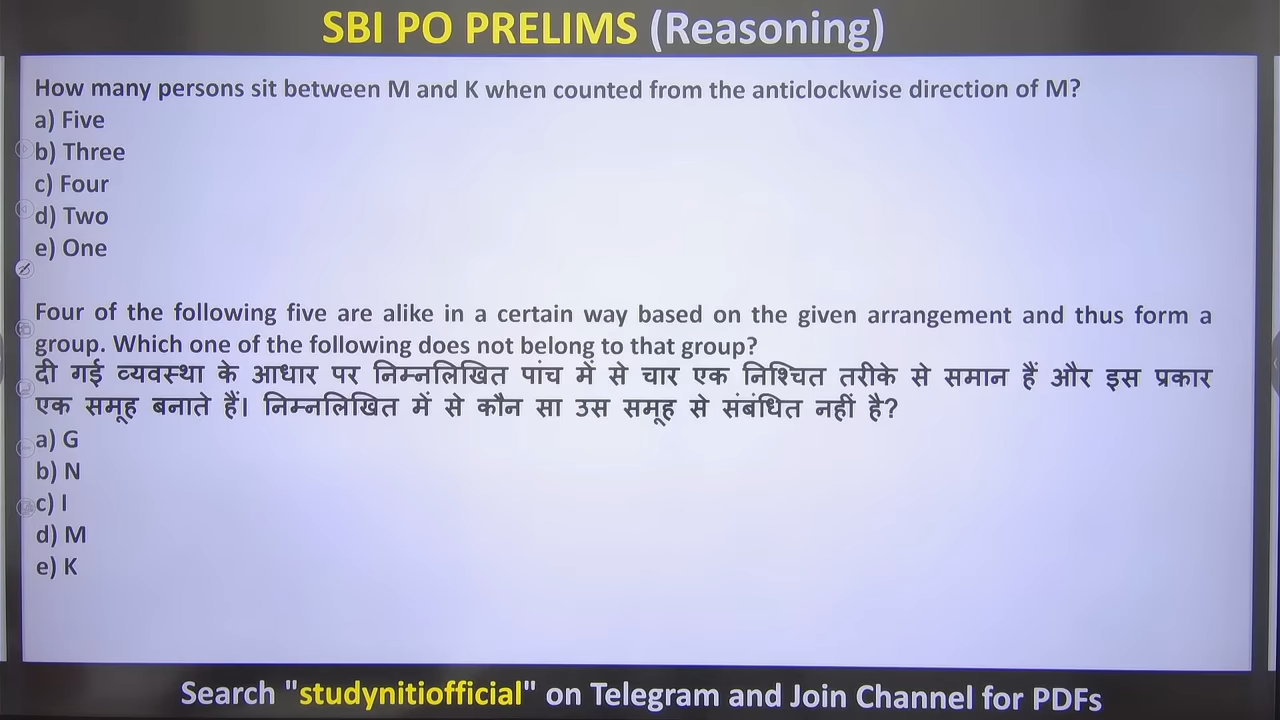 SBI PO PRELIMS (Reasoning)
How many persons sit between M and K when counted from the anticlockwise direction of M?
a) Five
b) Three
c) Four
d) Two
e) One
Four of the following five are alike in a certain way based on the given arrangement and thus form a
group. Which one of the following does not belong to that group?
दी गई व्यवस्था के आधार पर निम्नलिखित पांच में से चार एक निश्चित तरीके से समान हैं और इस प्रकार
एक समूह बनाते हैं। निम्नलिखित में से कौन सा उस समूह से संबंधित नहीं है?
a) G
b) N
c) I
d) M
e) K
Search "studynitiofficial" on Telegram and Join Channel for PDFs